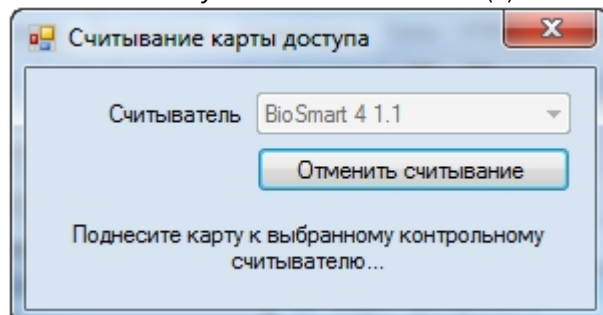 Считывание карты доступа
Считыватель BioSmart 4 1.1
Отменить считывание
Поднесите карту к выбранному контрольному
считывателю...